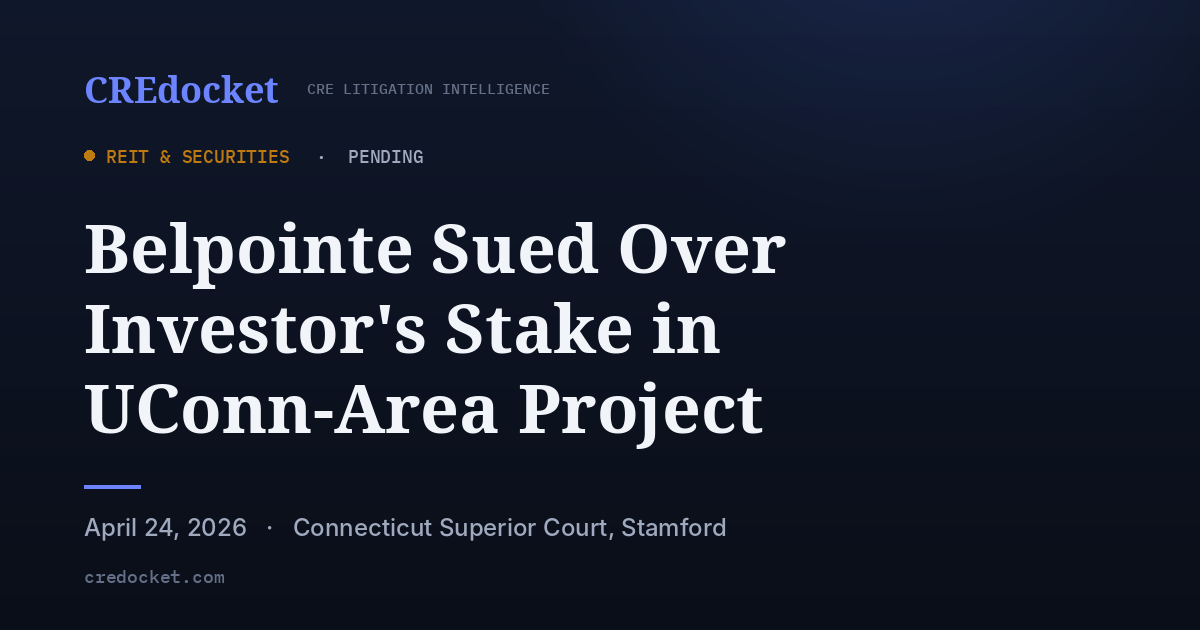 CREdocket CRE LITIGATION INTELLIGENCE
REIT & SECURITIES · PENDING
Belpointe Sued Over
Investor's Stake in
UConn-Area Project
April 24, 2026 · Connecticut Superior Court, Stamford
credocket.com